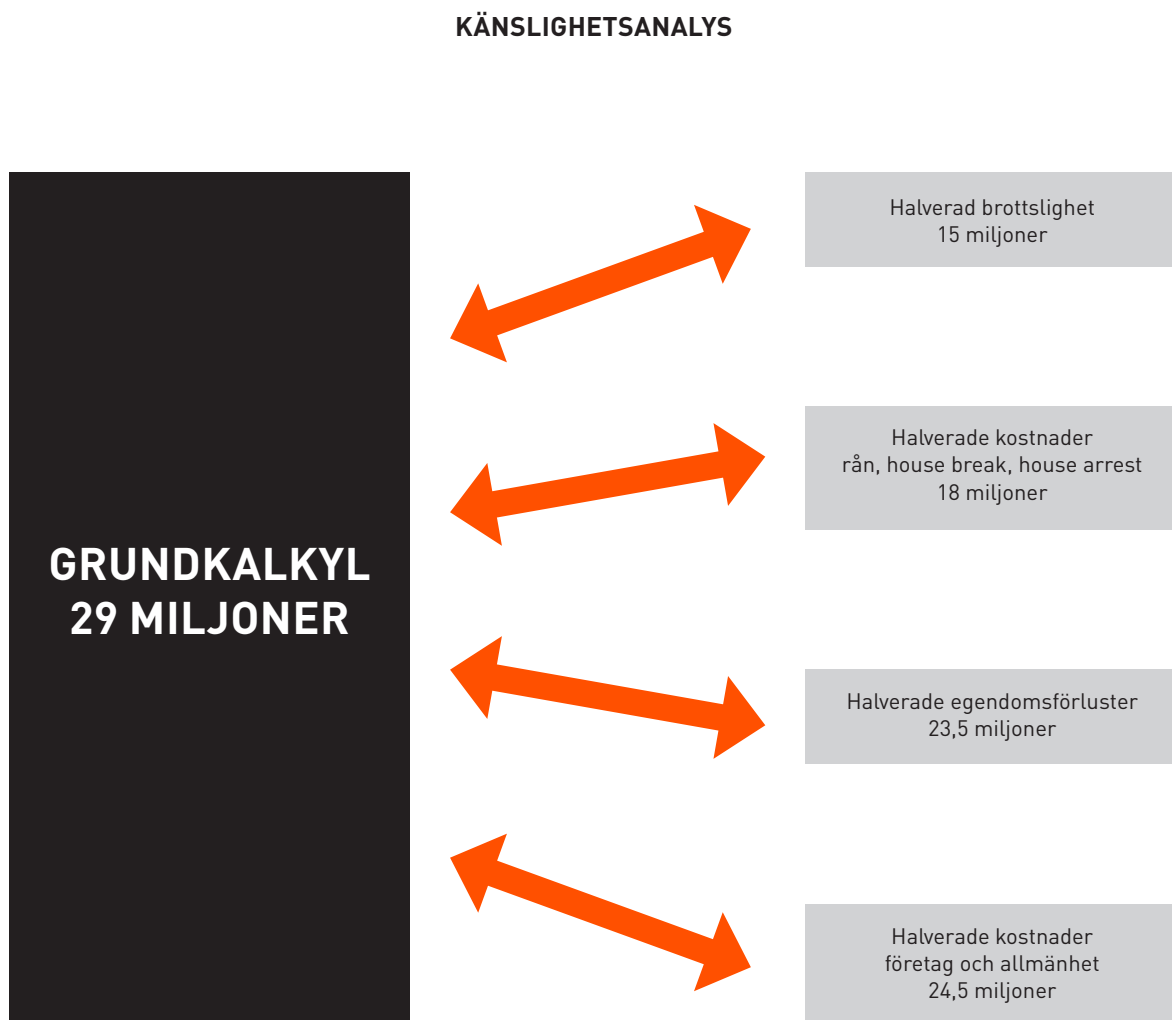 KÄNSLIGHETSANALYS
GRUNDKALKYL
29 MILJONER
Halverad brottslighet
15 miljoner
Halverade kostnader
rån, house break, house arrest
18 miljoner
Halverade egendomsförluster
23,5 miljoner
Halverade kostnader
företag och allmänhet
24,5 miljoner